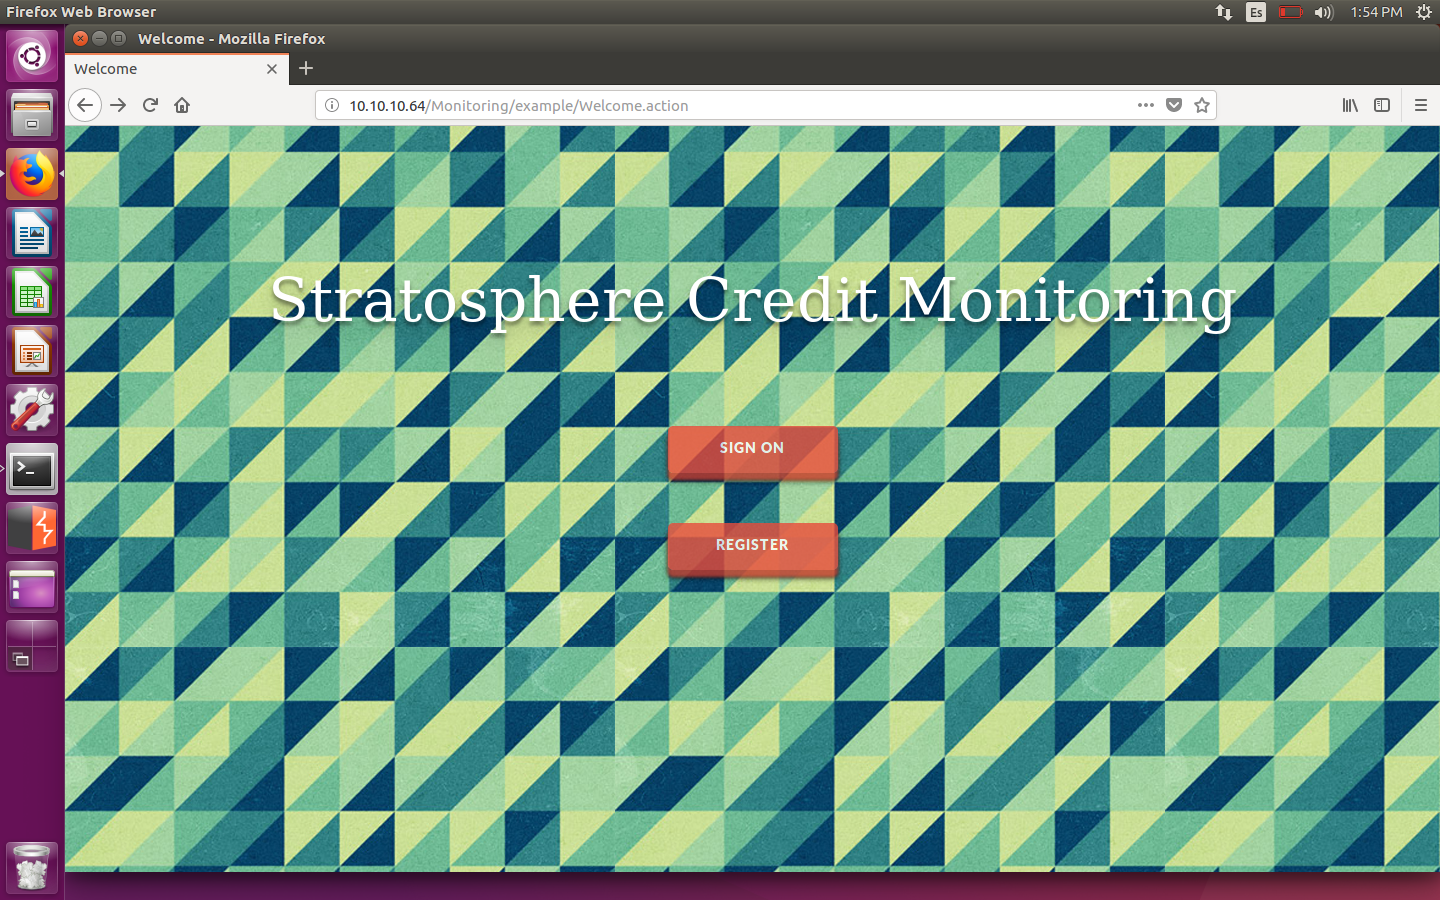 Firefox Web Browser
Es
1:54 PM
Welcome - Mozilla Firefox
Welcome
10.10.10.64/Monitoring/example/Welcome.action
Stratosphere Credit Monitoring
SIGN ON
REGISTER